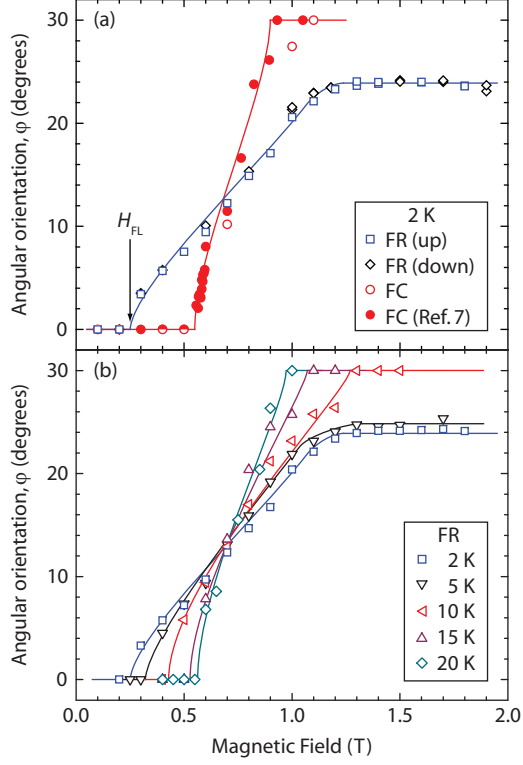 (a)
30
20
10
0
Angular orientation, φ (degrees)
H_FL
2 K
FR (up)
FR (down)
FC
FC (Ref. 7)
(b)
30
20
10
0
Angular orientation, φ (degrees)
FR
2 K
5 K
10 K
15 K
20 K
0.0 0.5 1.0 1.5 2.0
Magnetic Field (T)